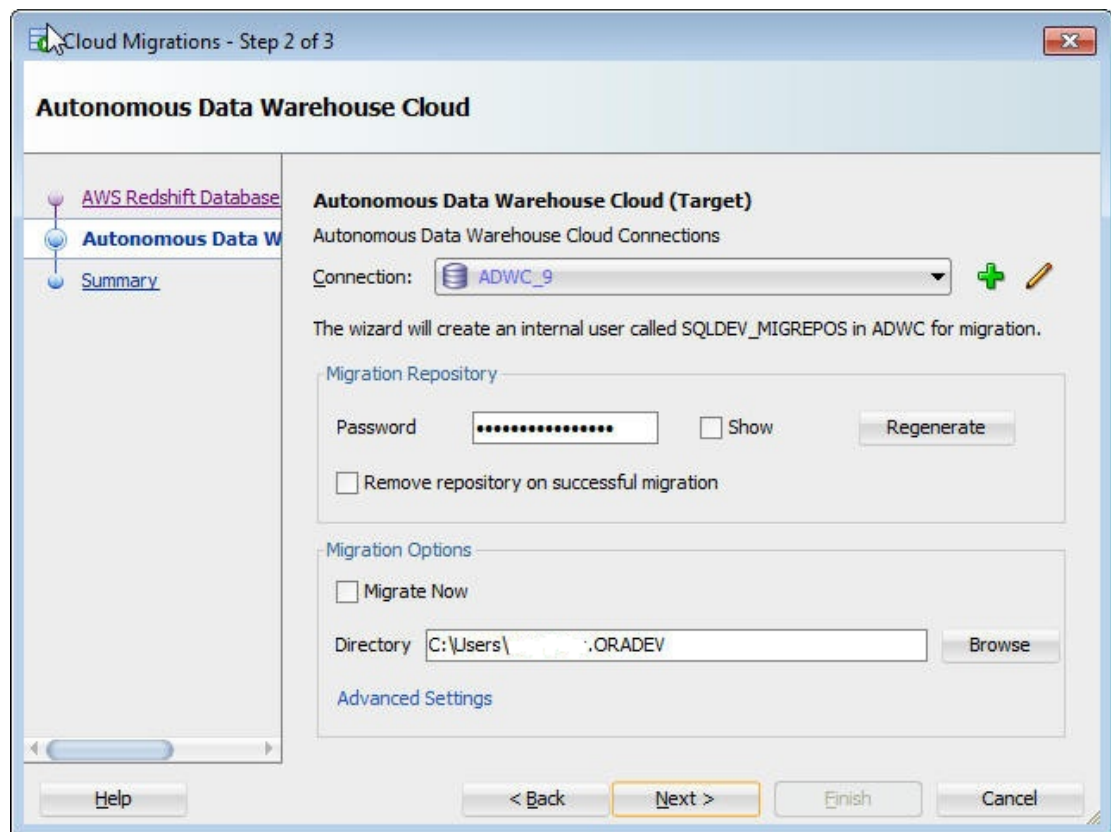 Cloud Migrations - Step 2 of 3
Autonomous Data Warehouse Cloud
AWS Redshift Database
Autonomous Data W
Summary
Autonomous Data Warehouse Cloud (Target)
Autonomous Data Warehouse Cloud Connections
Connection: ADWC_9
The wizard will create an internal user called SQLDEV_MIGREPOS in ADWC for migration.
Migration Repository
Password •••••••••••••••• Show Regenerate
Remove repository on successful migration
Migration Options
Migrate Now
Directory C:\Users\ .ORADEV Browse
Advanced Settings
Help < Back Next > Finish Cancel